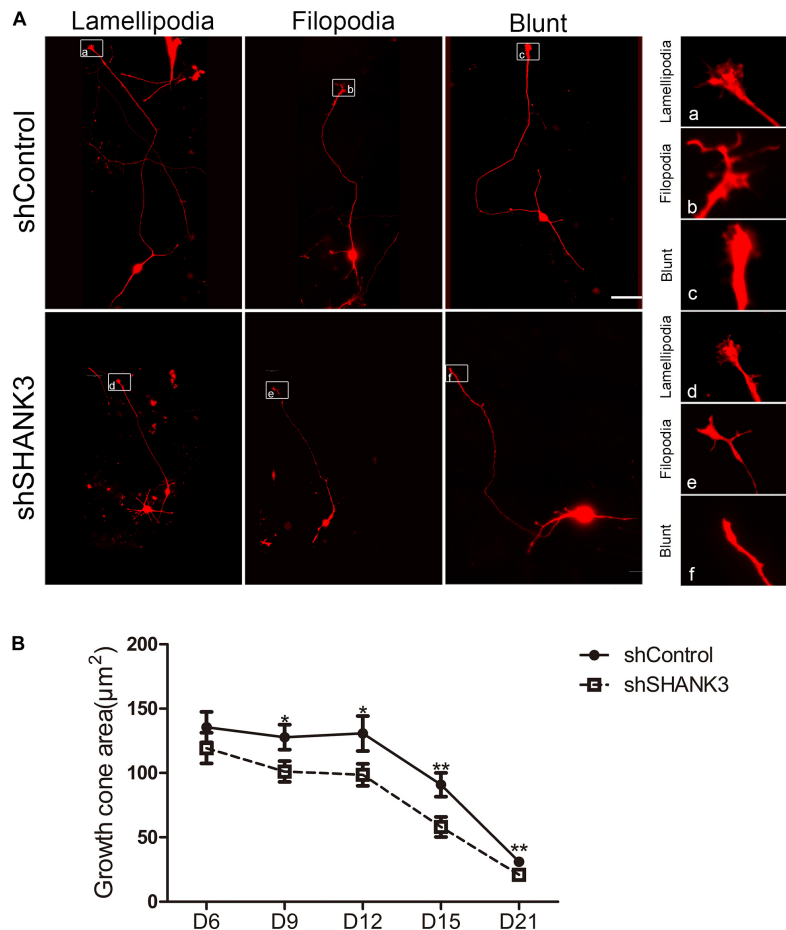 A
Lamellipodia Filopodia Blunt
shControl
a
b
c
shSHANK3
d
e
f
Lamellipodia
a
Filopodia
b
Blunt
c
Lamellipodia
d
Filopodia
e
Blunt
f
B
Growth cone area(μm²)
200
150
100
50
0
* * ** **
D6 D9 D12 D15 D21
shControl
shSHANK3